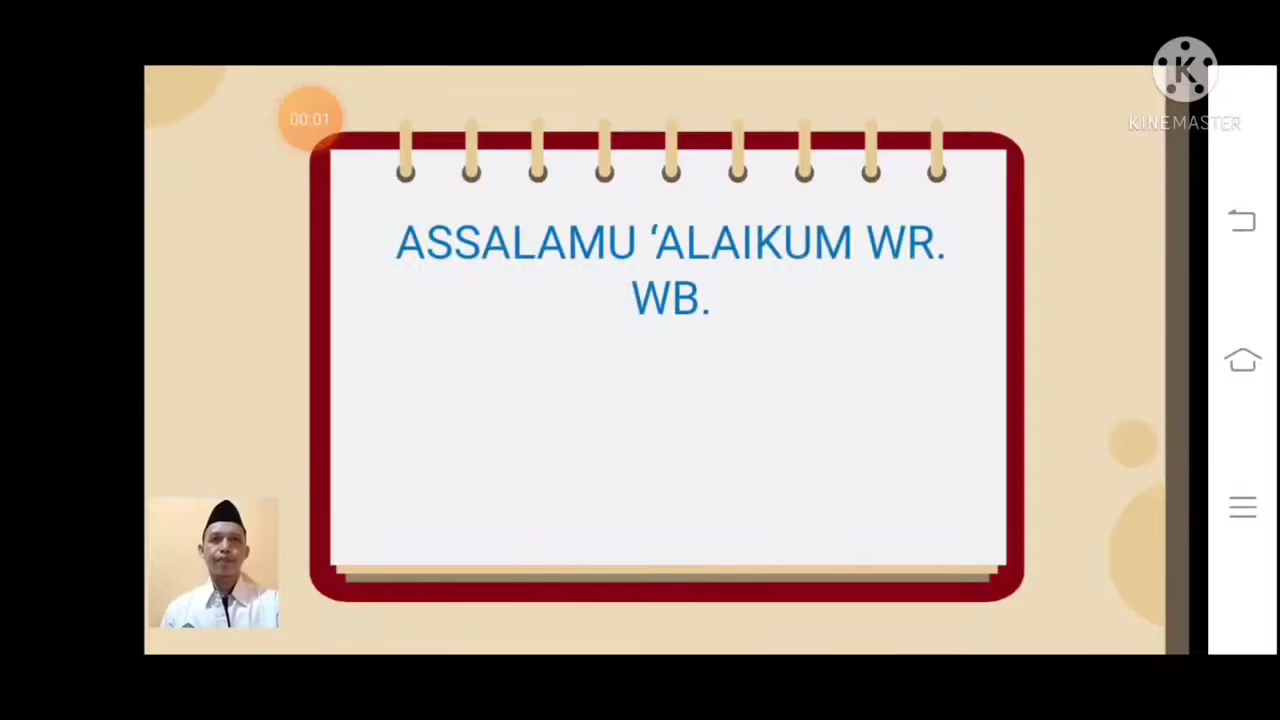 00:01
K
KINEMASTER
ASSALAMU ‘ALAIKUM WR.
WB.